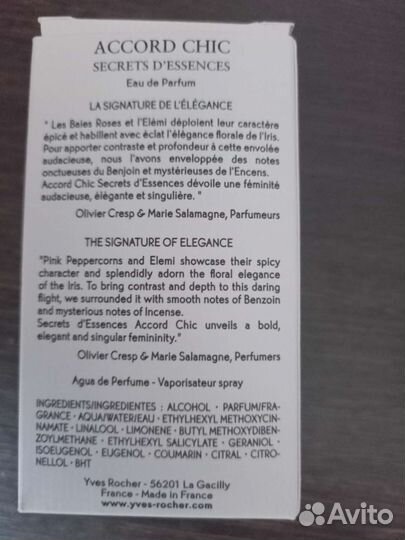 ACCORD CHIC
SECRETS D'ESSENCES
Eau de Parfum
LA SIGNATURE DE L'ÉLÉGANCE
" Les Baies Roses et l'Elémi déploient leur caractère
épicé et habillent avec éclat l'élégance florale de l'Iris.
Pour apporter contraste et profondeur à cette envolée
audacieuse, nous l'avons enveloppée des notes
onctueuses du Benjoin et mystérieuses de l'Encens.
Accord Chic Secrets d'Essences dévoile une féminité
audacieuse, élégante et singulière. "
Olivier Cresp & Marie Salamagne, Parfumeurs
THE SIGNATURE OF ELEGANCE
"Pink Peppercorns and Elemi showcase their spicy
character and splendidly adorn the floral elegance
of the Iris. To bring contrast and depth to this daring
flight, we surrounded it with smooth notes of Benzoin
and mysterious notes of Incense.
Secrets d'Essences Accord Chic unveils a bold,
elegant and singular femininity."
Olivier Cresp & Marie Salamagne, Perfumers
Agua de Perfume - Vaporisateur spray
INGREDIENTS/INGREDIENTES : ALCOHOL • PARFUM/FRA-
GRANCE • AQUA/WATER/EAU • ETHYLHEXYL METHOXYCIN-
NAMATE • LINALOOL • LIMONENE • BUTYL METHOXYDIBEN-
ZOYLMETHANE • ETHYLHEXYL SALICYLATE • GERANIOL •
ISOEUGENOL • EUGENOL • COUMARIN • CITRAL • CITRO-
NELLOL • BHT
Yves Rocher - 56201 La Gacilly
France - Made in France
www.yves-rocher.com
Avito